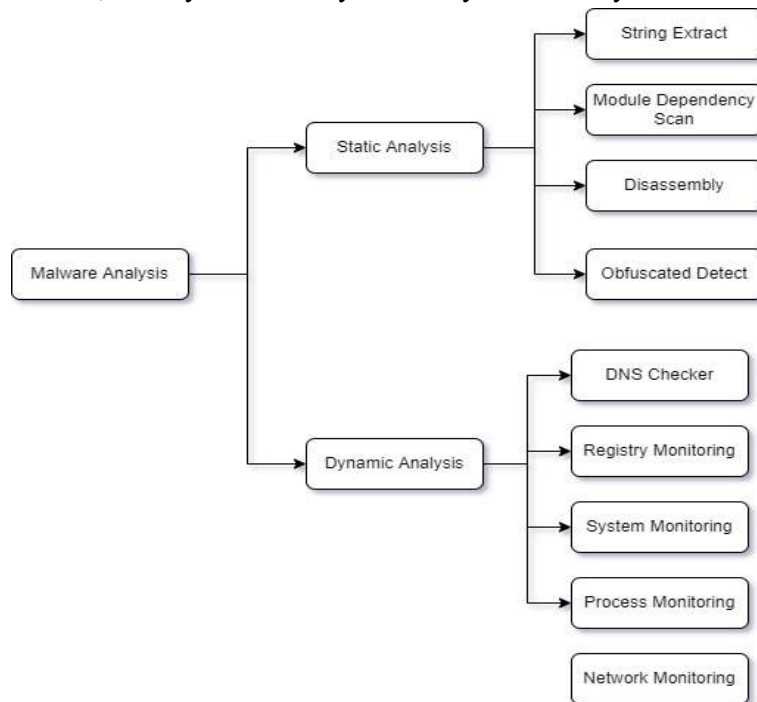 String Extract
Module Dependency
Scan
Static Analysis
Disassembly
Malware Analysis
Obfuscated Detect
DNS Checker
Dynamic Analysis
Registry Monitoring
System Monitoring
Process Monitoring
Network Monitoring